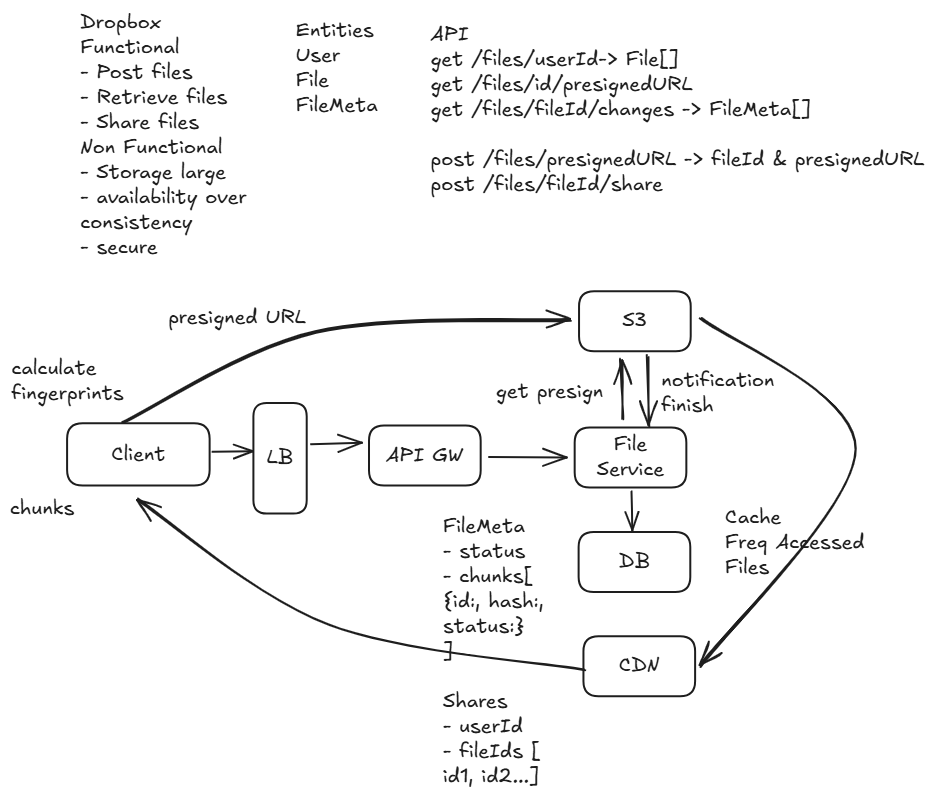 Dropbox
Functional
- Post files
- Retrieve files
- Share files
Non Functional
- Storage large
- availability over
consistency
- secure
Entities
User
File
FileMeta
API
get /files/userId-> File[]
get /files/id/presignedURL
get /files/fileId/changes -> FileMeta[]
post /files/presignedURL -> fileId & presignedURL
post /files/fileId/share
presigned URL
S3
calculate
fingerprints
get presign
notification
finish
Client
LB
API GW
File
Service
chunks
FileMeta
- status
- chunks[
{id:, hash:,
status:}
]
DB
Cache
Freq Accessed
Files
CDN
Shares
- userId
- fileIds [
id1, id2...]